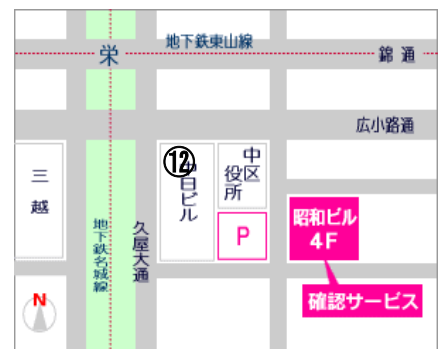 地下鉄東山線
栄
錦通
広小路通
三越
⑫
中日ビル
中区役所
P
昭和ビル
4F
地下鉄名城線
久屋大通
N
確認サービス